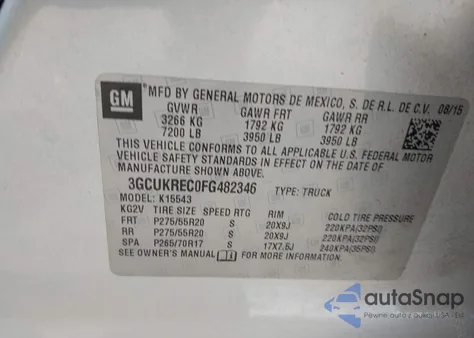 GM
MFD BY GENERAL MOTORS DE MEXICO, S. DE R.L. DE C.V. 08/15
GVWR GAWR FRT GAWR RR
3266 KG 1792 KG 1792 KG
7200 LB 3950 LB 3950 LB
THIS VEHICLE CONFORMS TO ALL APPLICABLE U.S. FEDERAL MOTOR
VEHICLE SAFETY STANDARDS IN EFFECT ON THE DATE OF
MANUFACTURE SHOWN ABOVE.
3GCUKREC0FG482346 TYPE: TRUCK
MODEL: K15543
KG2V TIRE SIZE SPEED RTG RIM COLD TIRE PRESSURE
FRT P275/55R20 S 20X9J 220KPA(32PSI)
RR P275/55R20 S 20X9J 220KPA(32PSI)
SPA P265/70R17 S 17X7.5J 240KPA(35PSI)
SEE OWNER'S MANUAL FOR MORE INFORMATION.
autoSnap
Pewne auto z USA, Ltd.